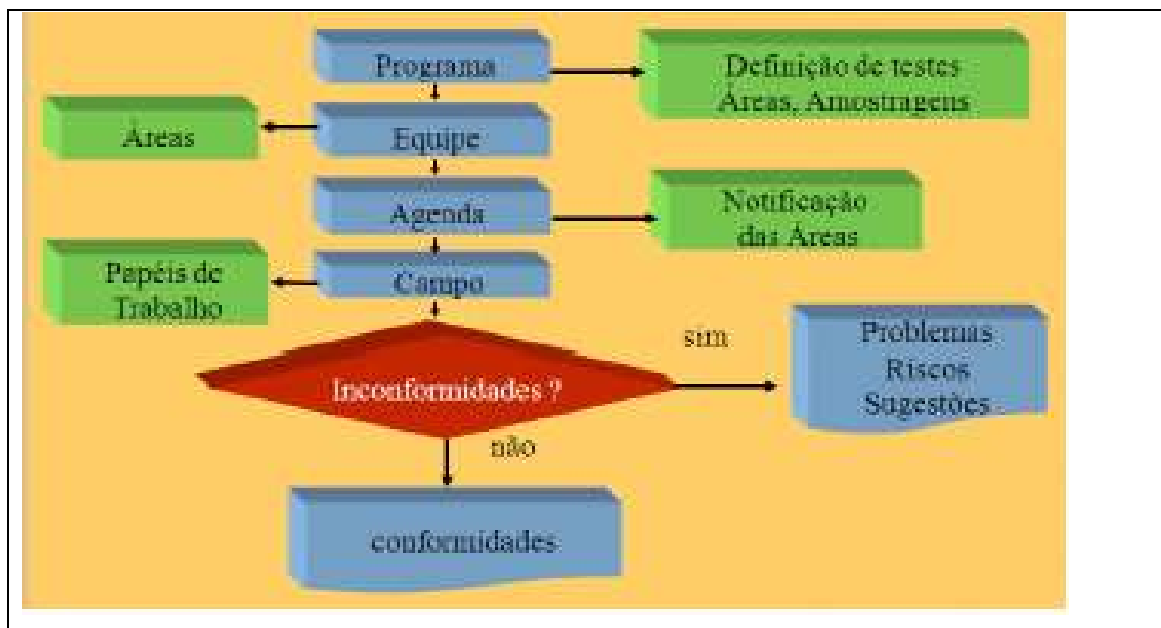 Programa
Definição de testes
Áreas, Amostragens
Áreas
Equipe
Agenda
Notificação
das Áreas
Papéis de
Trabalho
Campo
Inconformidades ?
sim
Problemas
Riscos
Sugestões
não
conformidades